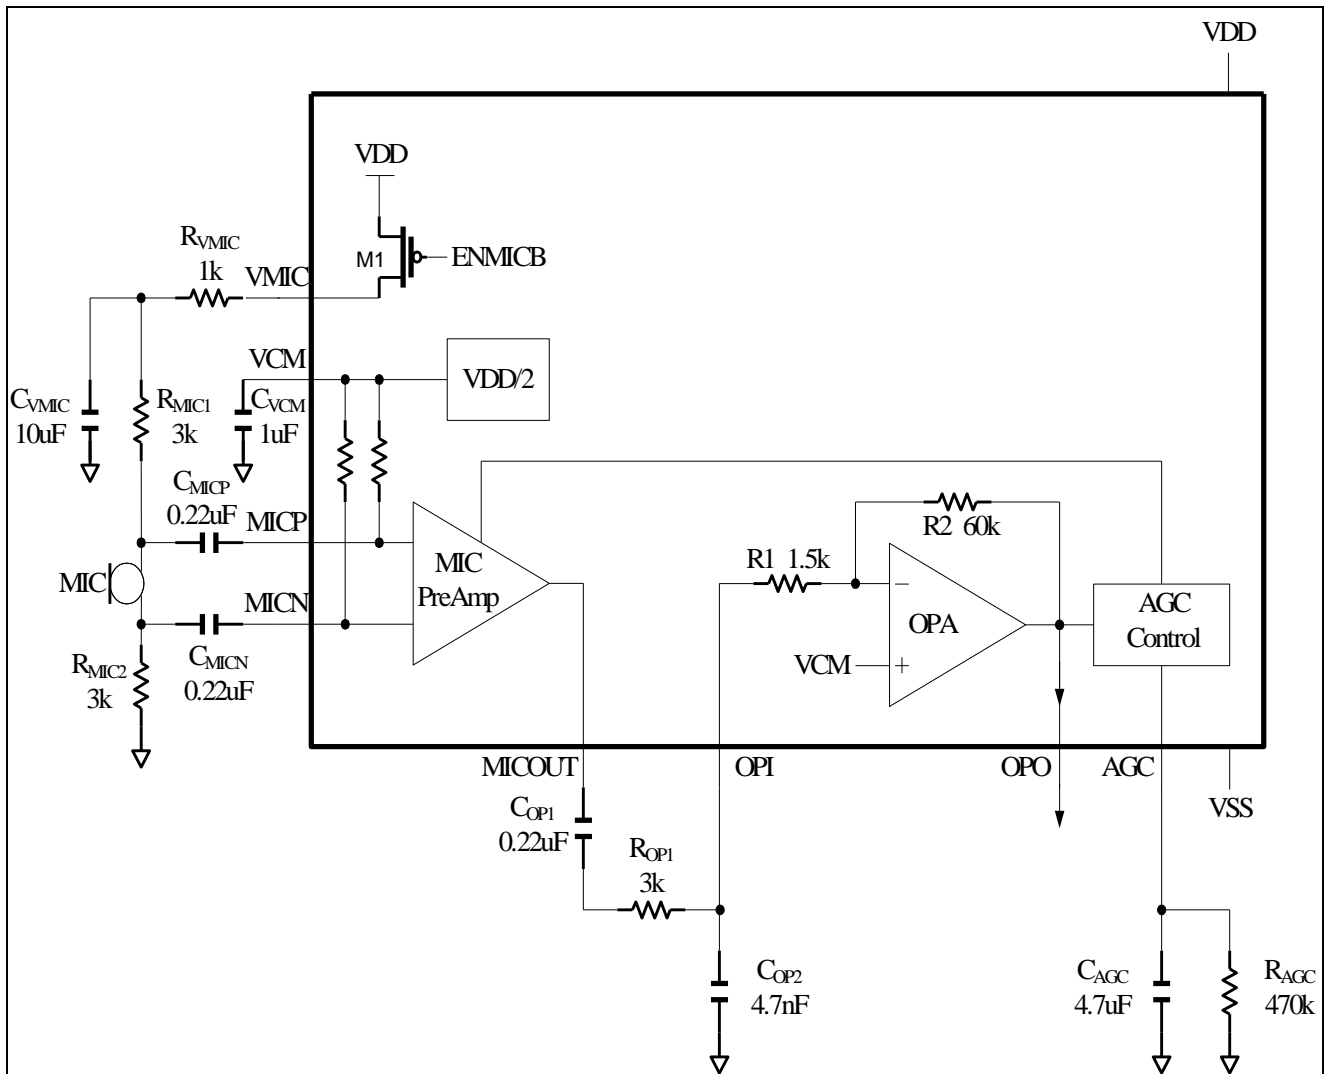 VDD
VDD
M1
ENMICB
RVMIC
1k
VMIC
VCM
VDD/2
CVMIC
10uF
RMIC1
3k
CVCM
1uF
CMICP
0.22uF
MICP
MIC
MICN
CMICN
0.22uF
RMIC2
3k
MIC
PreAmp
R2 60k
R1 1.5k
−
OPA
VCM
+
AGC
Control
MICOUT
OPI
OPO
AGC
VSS
COP1
0.22uF
ROP1
3k
COP2
4.7nF
CAGC
4.7uF
RAGC
470k